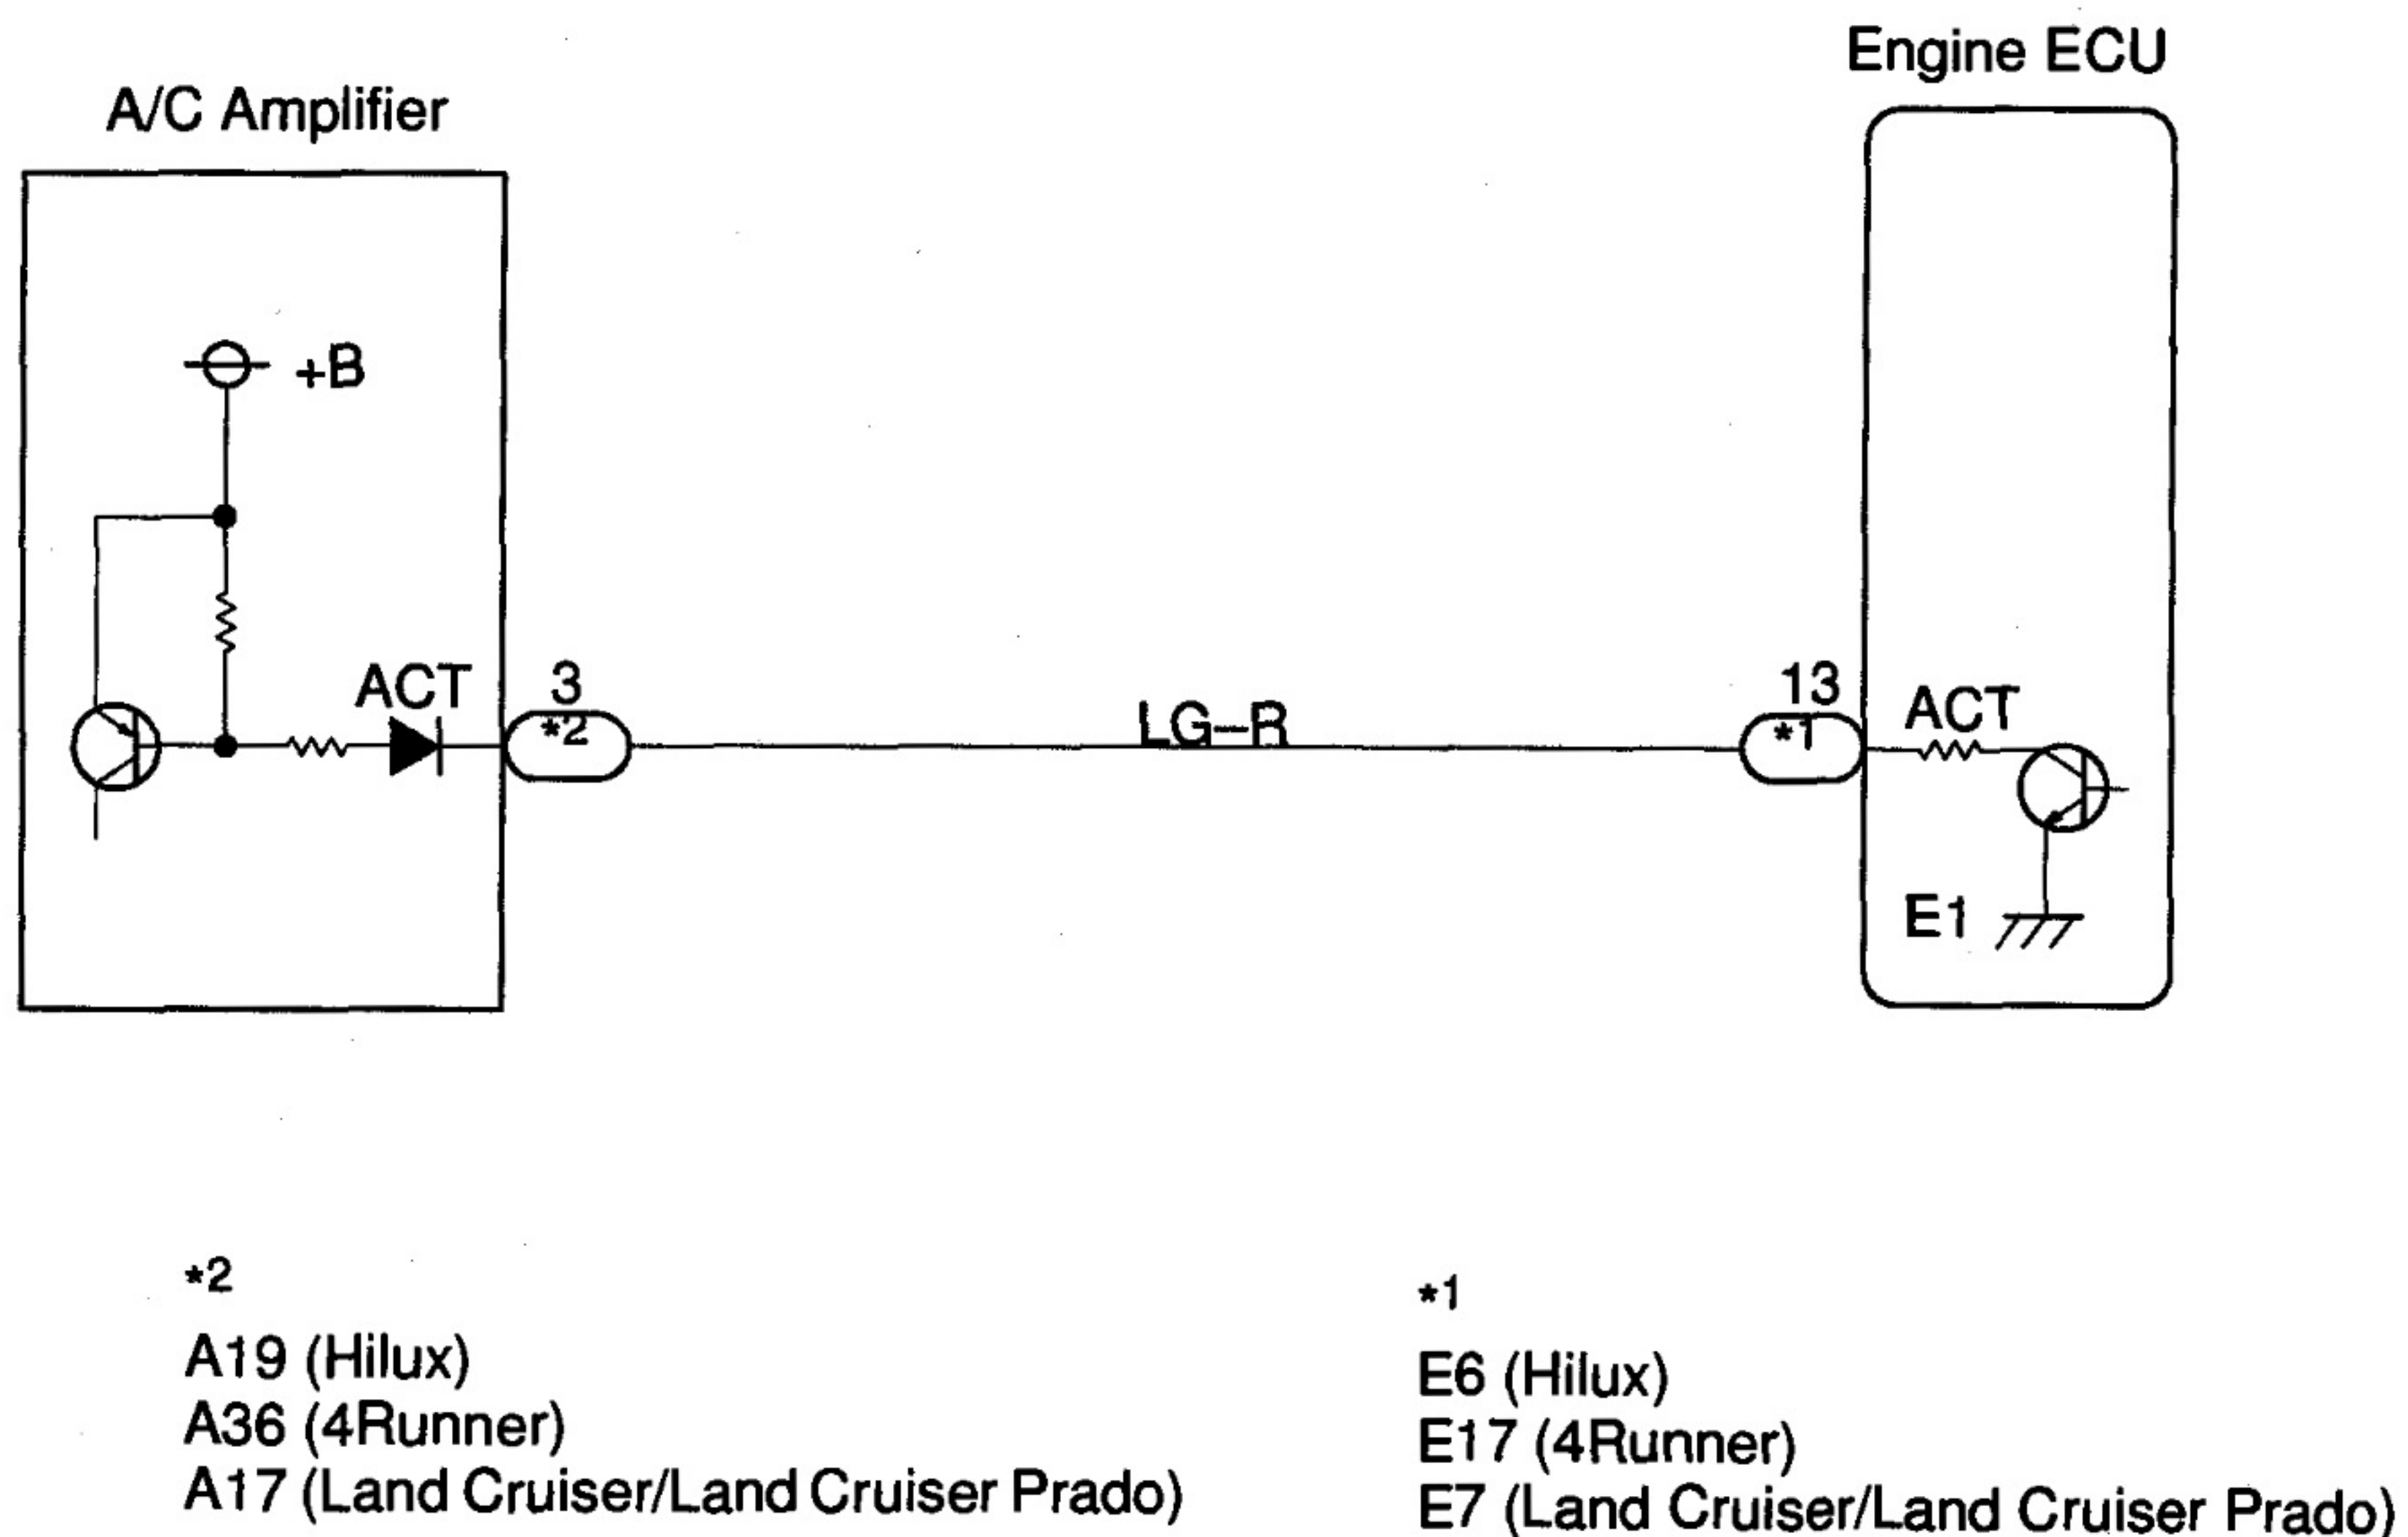 Engine ECU
A/C Amplifier
+B
ACT
3
*2
LG-R
13
*1
ACT
E1
*2
A19 (Hilux)
A36 (4Runner)
A17 (Land Cruiser/Land Cruiser Prado)
*1
E6 (Hilux)
E17 (4Runner)
E7 (Land Cruiser/Land Cruiser Prado)